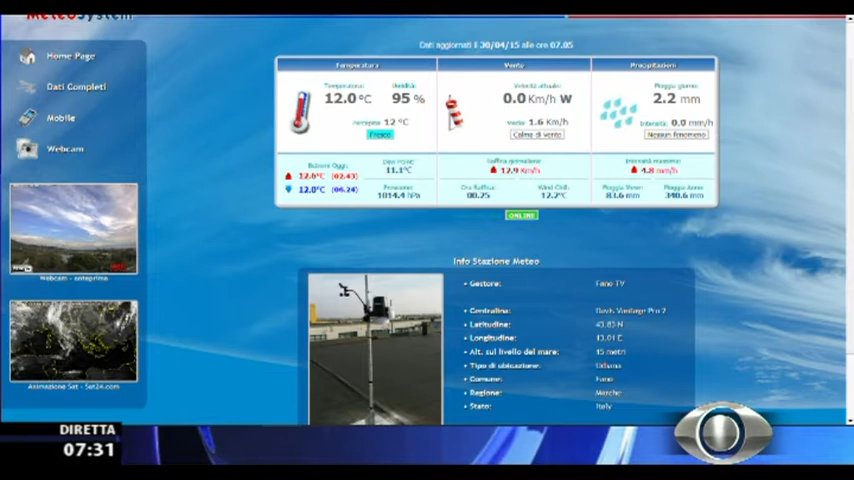 MeteoSystem
Home Page
Dati Completi
Mobile
Webcam
Webcam - anteprima
Animazione Sat - Sat24.com
Dati aggiornati il 30/04/15 alle ore 07.05
Temperatura
Vento
Precipitazioni
Temperatura:
Umidità:
12.0 °C
95 %
Percepita: 12 °C
Fresco
Velocità attuale:
0.0 Km/h W
Media: 1.6 Km/h
Calma di vento
Pioggia giorno:
2.2 mm
Intensità: 0.0 mm/h
Nessun fenomeno
Estremi Oggi:
12.6°C (02.43)
12.0°C (06.24)
Dew Point:
11.1°C
Pressione:
1014.4 hPa
Raffica giornaliera:
12.9 Km/h
Ora Raffica:
00.25
Wind Chill:
12.2°C
Intensità massima:
4.8 mm/h
Pioggia Mese:
83.6 mm
Pioggia Anno:
340.6 mm
ONLINE
Info Stazione Meteo
• Gestore: Fano TV
• Centralina: Davis Vantage Pro 2
• Latitudine: 43.83 N
• Longitudine: 13.01 E
• Alt. sul livello del mare: 15 metri
• Tipo di ubicazione: Urbana
• Comune: Fano
• Regione: Marche
• Stato: Italy
DIRETTA
07:31